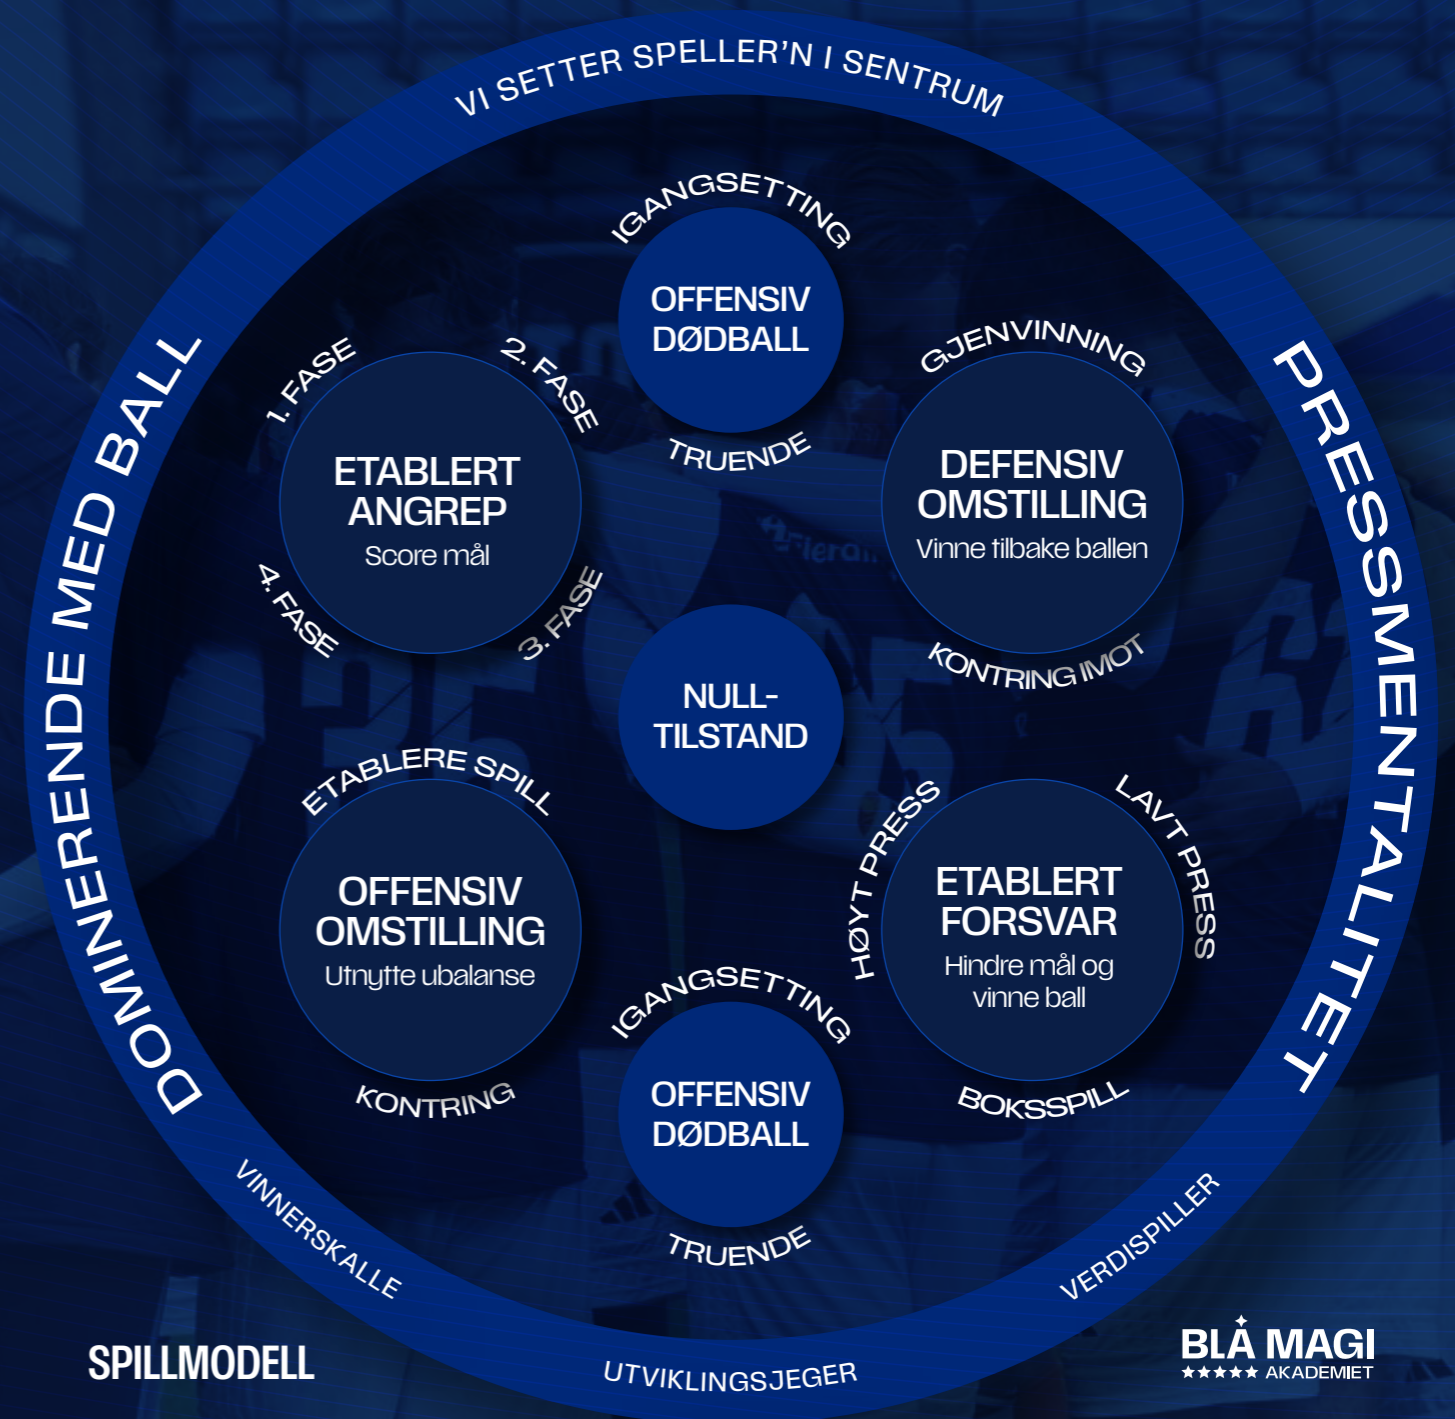 VI SETTER SPELLER'N I SENTRUM
DOMINERENDE MED BALL
PRESSMENTALITET
IGANGSETTING
OFFENSIV
DØDBALL
TRUENDE
1. FASE
2. FASE
ETABLERT
ANGREP
Score mål
4. FASE
3. FASE
GJENVINNING
DEFENSIV
OMSTILLING
Vinne tilbake ballen
KONTRING IMOT
NULL-
TILSTAND
ETABLERE SPILL
OFFENSIV
OMSTILLING
Utnytte ubalanse
KONTRING
HØYT PRESS
LAVT PRESS
ETABLERT
FORSVAR
Hindre mål og
vinne ball
BOKSSPILL
IGANGSETTING
OFFENSIV
DØDBALL
TRUENDE
VINNERSKALLE
UTVIKLINGSJEGER
VERDISPILLER
SPILLMODELL
BLÅ MAGI
AKADEMIET